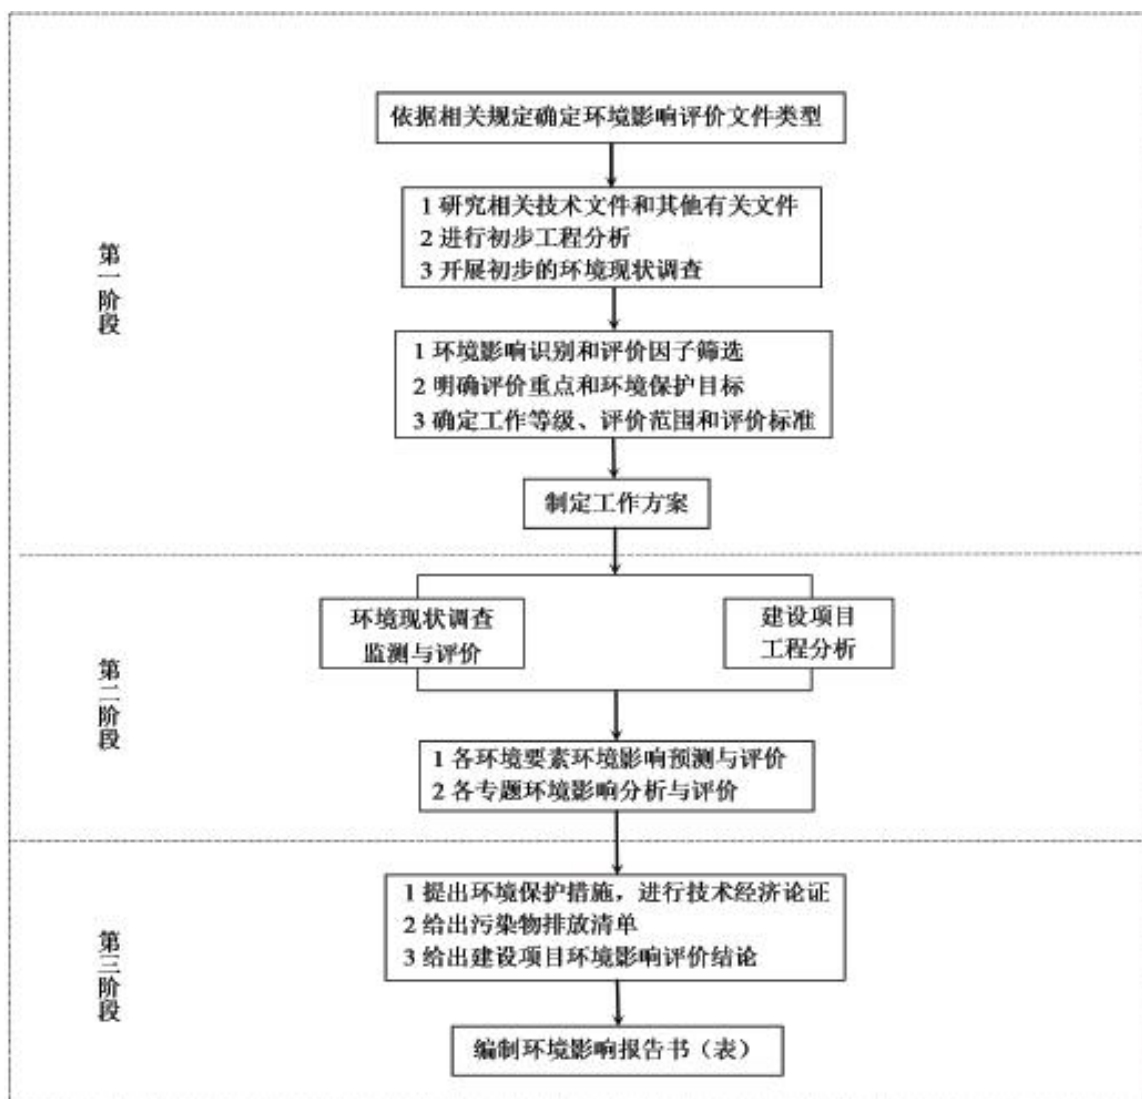 依据相关规定确定环境影响评价文件类型
第一阶段
1 研究相关技术文件和其他有关文件
2 进行初步工程分析
3 开展初步的环境现状调查
1 环境影响识别和评价因子筛选
2 明确评价重点和环境保护目标
3 确定工作等级、评价范围和评价标准
制定工作方案
第二阶段
环境现状调查
监测与评价
建设项目
工程分析
1 各环境要素环境影响预测与评价
2 各专题环境影响分析与评价
第三阶段
1 提出环境保护措施，进行技术经济论证
2 给出污染物排放清单
3 给出建设项目环境影响评价结论
编制环境影响报告书（表）